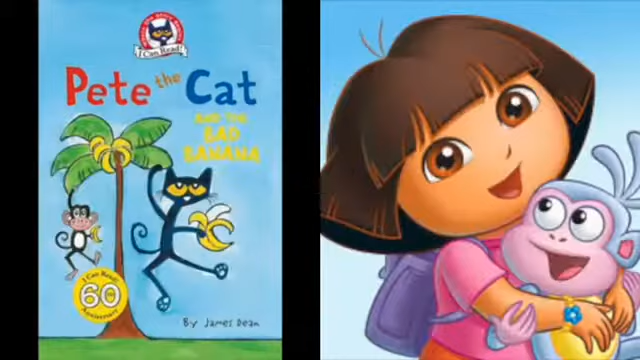 I Can Read!
Pete the Cat
AND THE
BAD
BANANA
I Can Read!
60
Anniversary
By James Dean